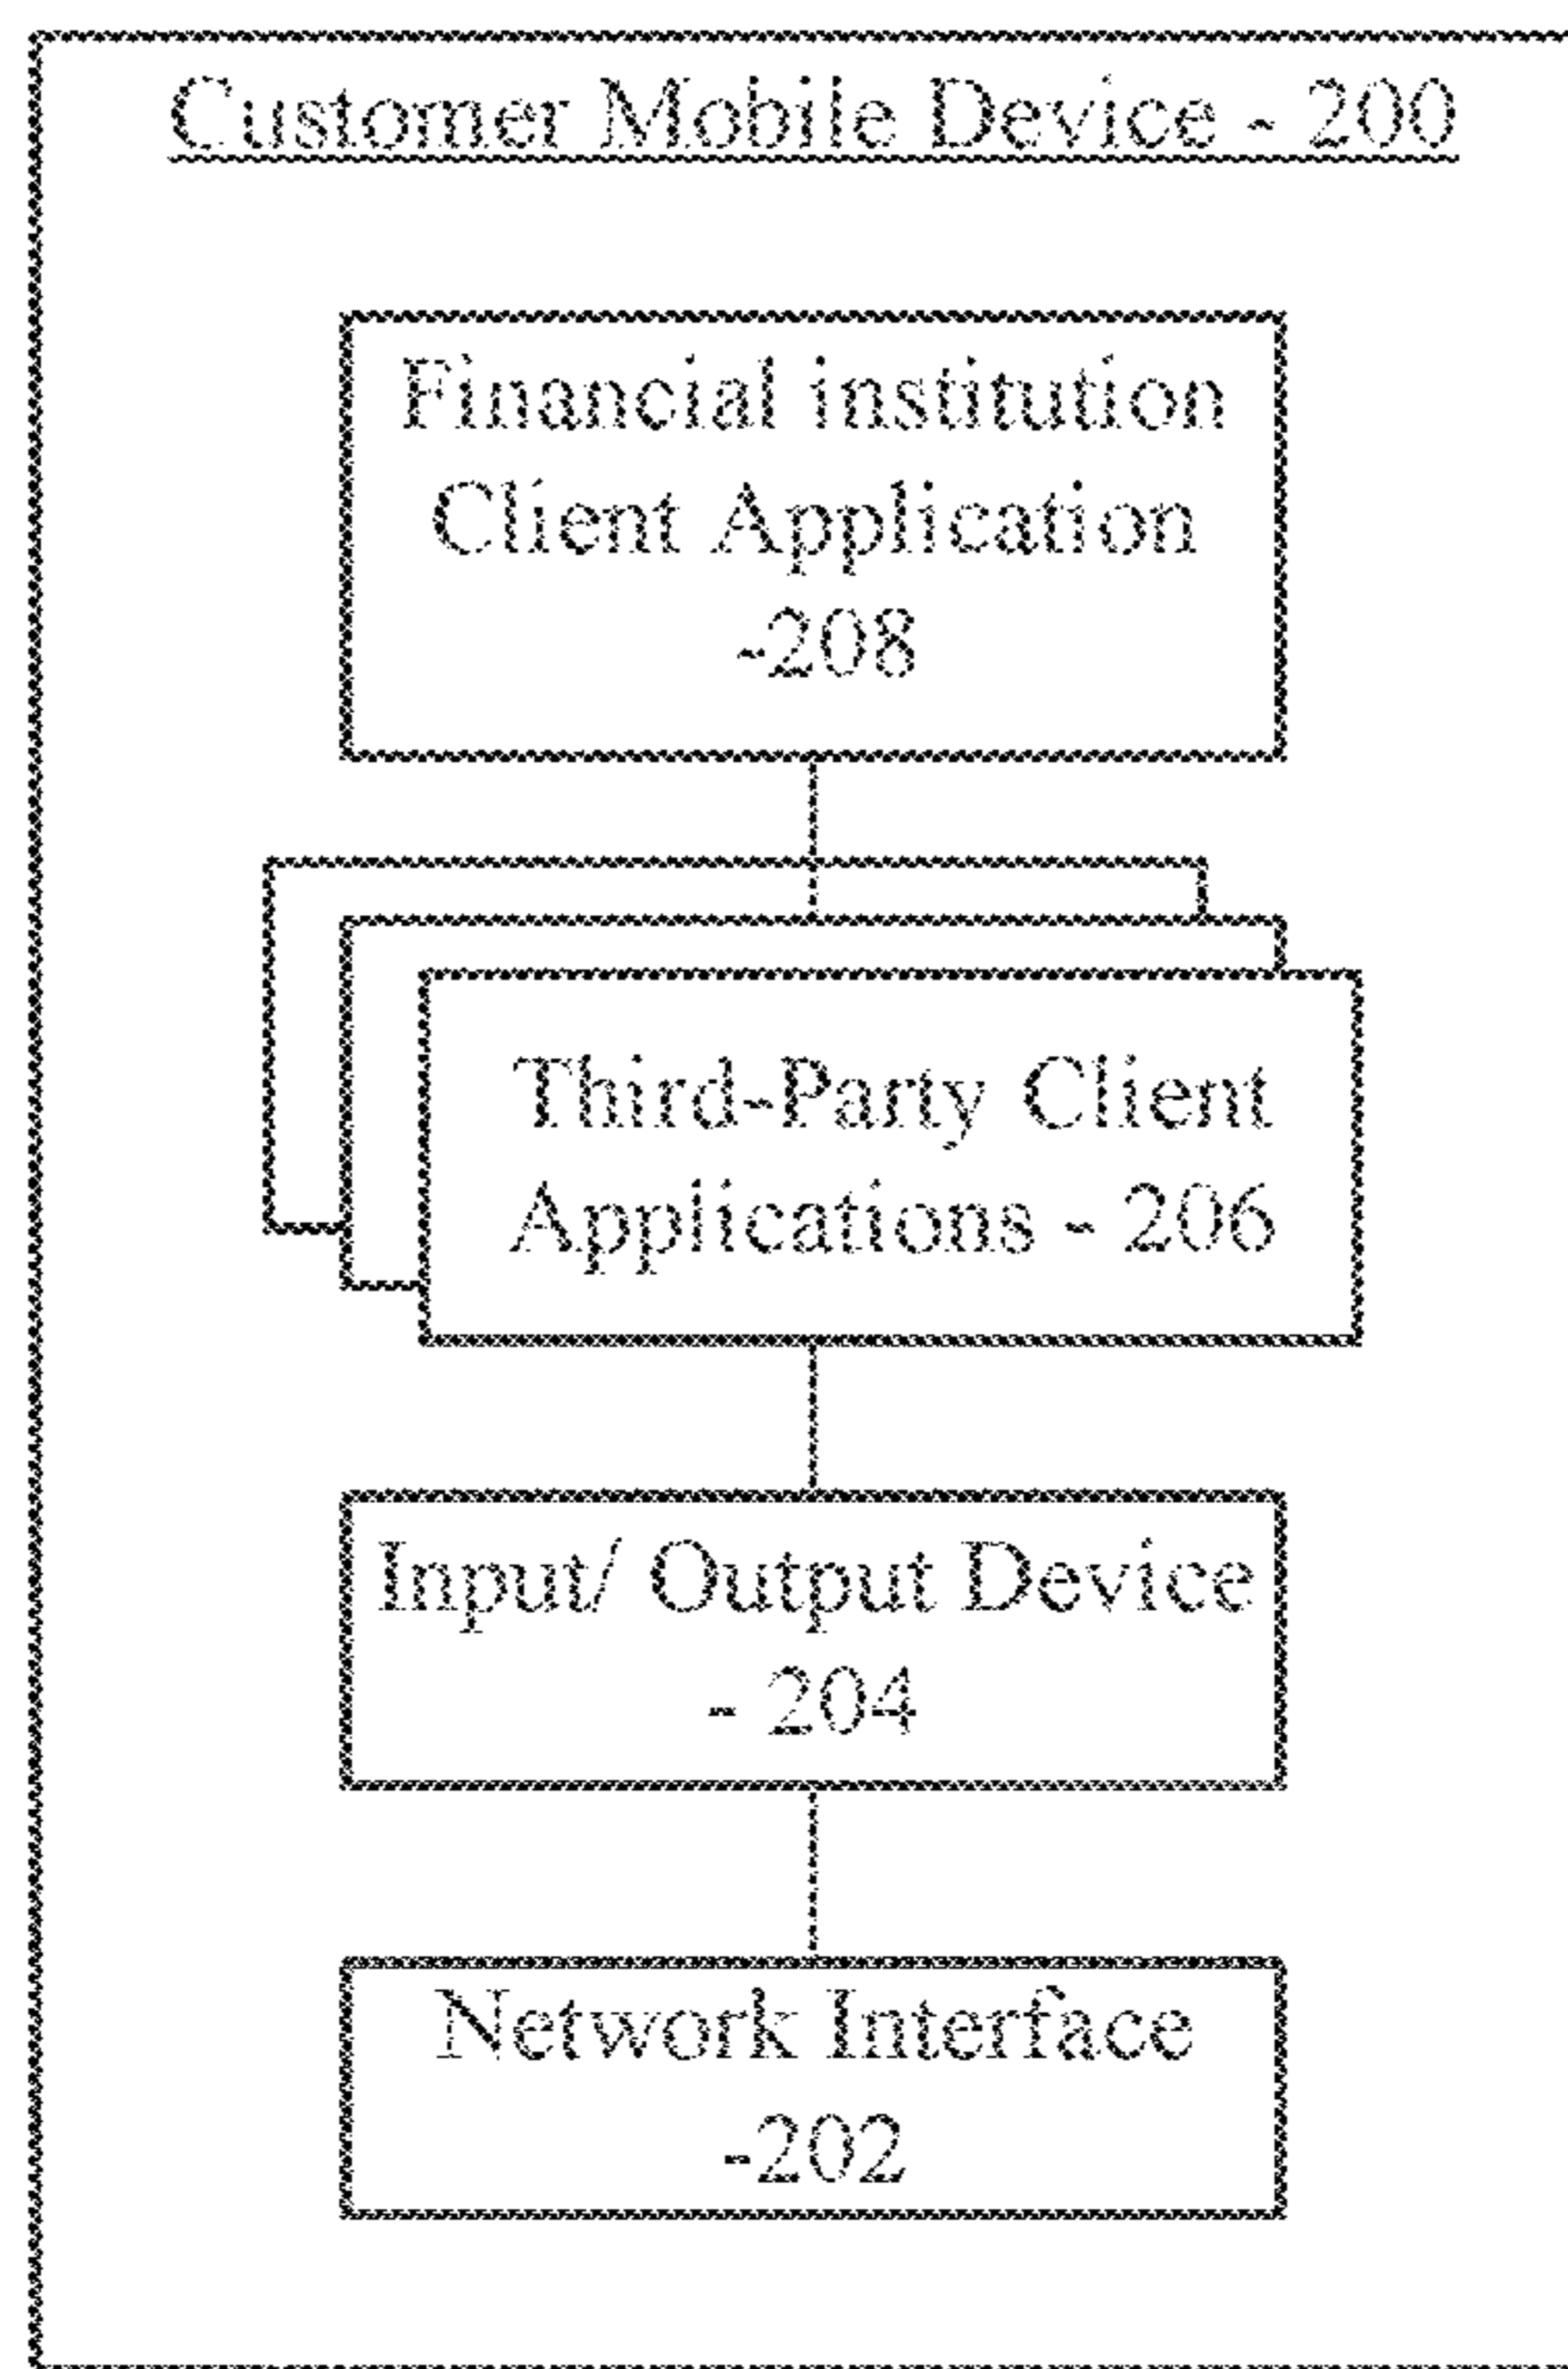 Customer Mobile Device - 200
Financial institution
Client Application
-208
Third-Party Client
Applications - 206
Input/ Output Device
- 204
Network Interface
-202